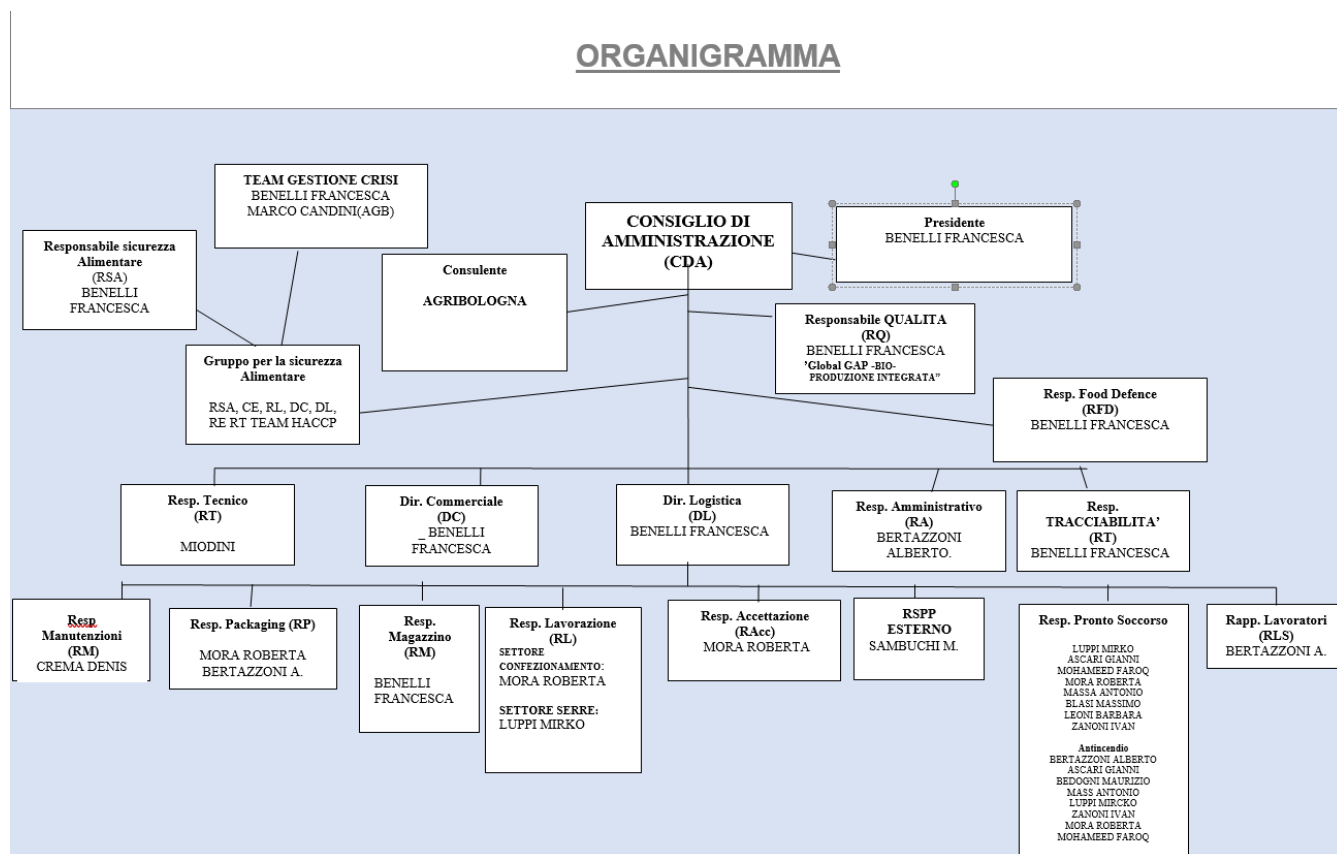 ORGANIGRAMMA
TEAM GESTIONE CRISI
BENELLI FRANCESCA
MARCO CANDINI(AGB)
CONSIGLIO DI
AMMINISTRAZIONE
(CDA)
Presidente
BENELLI FRANCESCA
Responsabile sicurezza
Alimentare
(RSA)
BENELLI
FRANCESCA
Consulente
AGRIBOLOGNA
Responsabile QUALITA
(RQ)
BENELLI FRANCESCA
’Global GAP -BIO-
PRODUZIONE INTEGRATA”
Gruppo per la sicurezza
Alimentare
RSA, CE, RL, DC, DL,
RE RT TEAM HACCP
Resp. Food Defence
(RFD)
BENELLI FRANCESCA
Resp. Tecnico
(RT)
MIODINI
Dir. Commerciale
(DC)
_ BENELLI
FRANCESCA
Dir. Logistica
(DL)
BENELLI FRANCESCA
Resp. Amministrativo
(RA)
BERTAZZONI
ALBERTO.
Resp.
TRACCIABILITA’
(RT)
BENELLI FRANCESCA
Resp
Manutenzioni
(RM)
CREMA DENIS
Resp. Packaging (RP)
MORA ROBERTA
BERTAZZONI A.
Resp.
Magazzino
(RM)
BENELLI
FRANCESCA
Resp. Lavorazione
(RL)
SETTORE
CONFEZIONAMENTO:
MORA ROBERTA
SETTORE SERRE:
LUPPI MIRKO
Resp. Accettazione
(RAcc)
MORA ROBERTA
RSPP
ESTERNO
SAMBUCHI M.
Resp. Pronto Soccorso
LUPPI MIRKO
ASCARI GIANNI
MOHAMEED FAROQ
MORA ROBERTA
MASSA ANTONIO
BLASI MASSIMO
LEONI BARBARA
ZANONI IVAN
Antincendio
BERTAZZONI ALBERTO
ASCARI GIANNI
BEDOGNI MAURIZIO
MASS ANTONIO
LUPPI MIRCKO
ZANONI IVAN
MORA ROBERTA
MOHAMEED FAROQ
Rapp. Lavoratori
(RLS)
BERTAZZONI A.